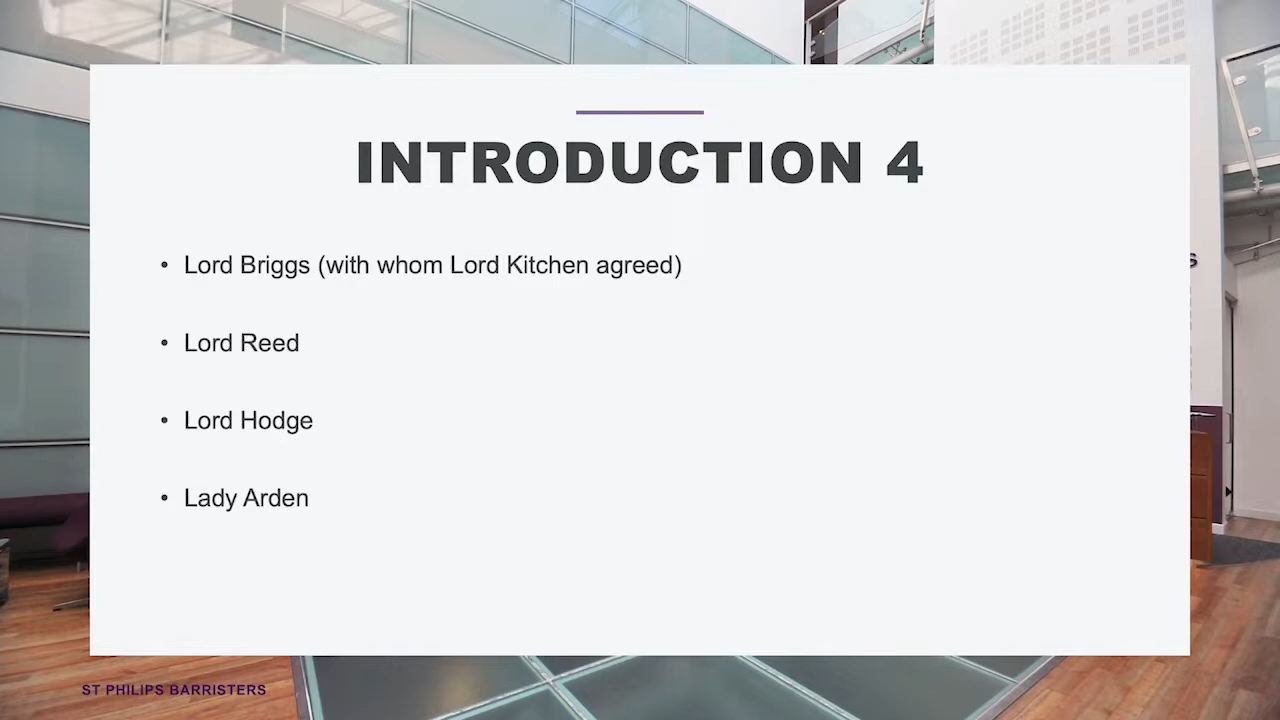 INTRODUCTION 4
• Lord Briggs (with whom Lord Kitchen agreed)
• Lord Reed
• Lord Hodge
• Lady Arden
S
ST PHILIPS BARRISTERS